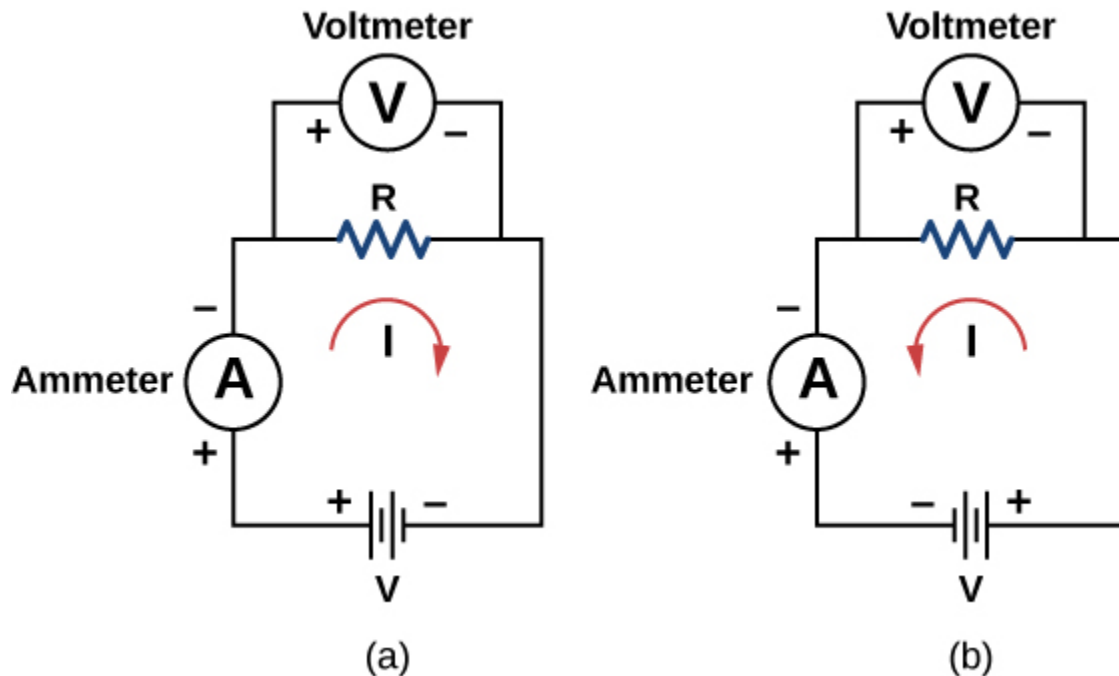 Voltmeter
V
+ −
R
I
−
Ammeter
A
+
+ −
V
(a)
Voltmeter
V
+ −
R
I
−
Ammeter
A
+
− +
V
(b)